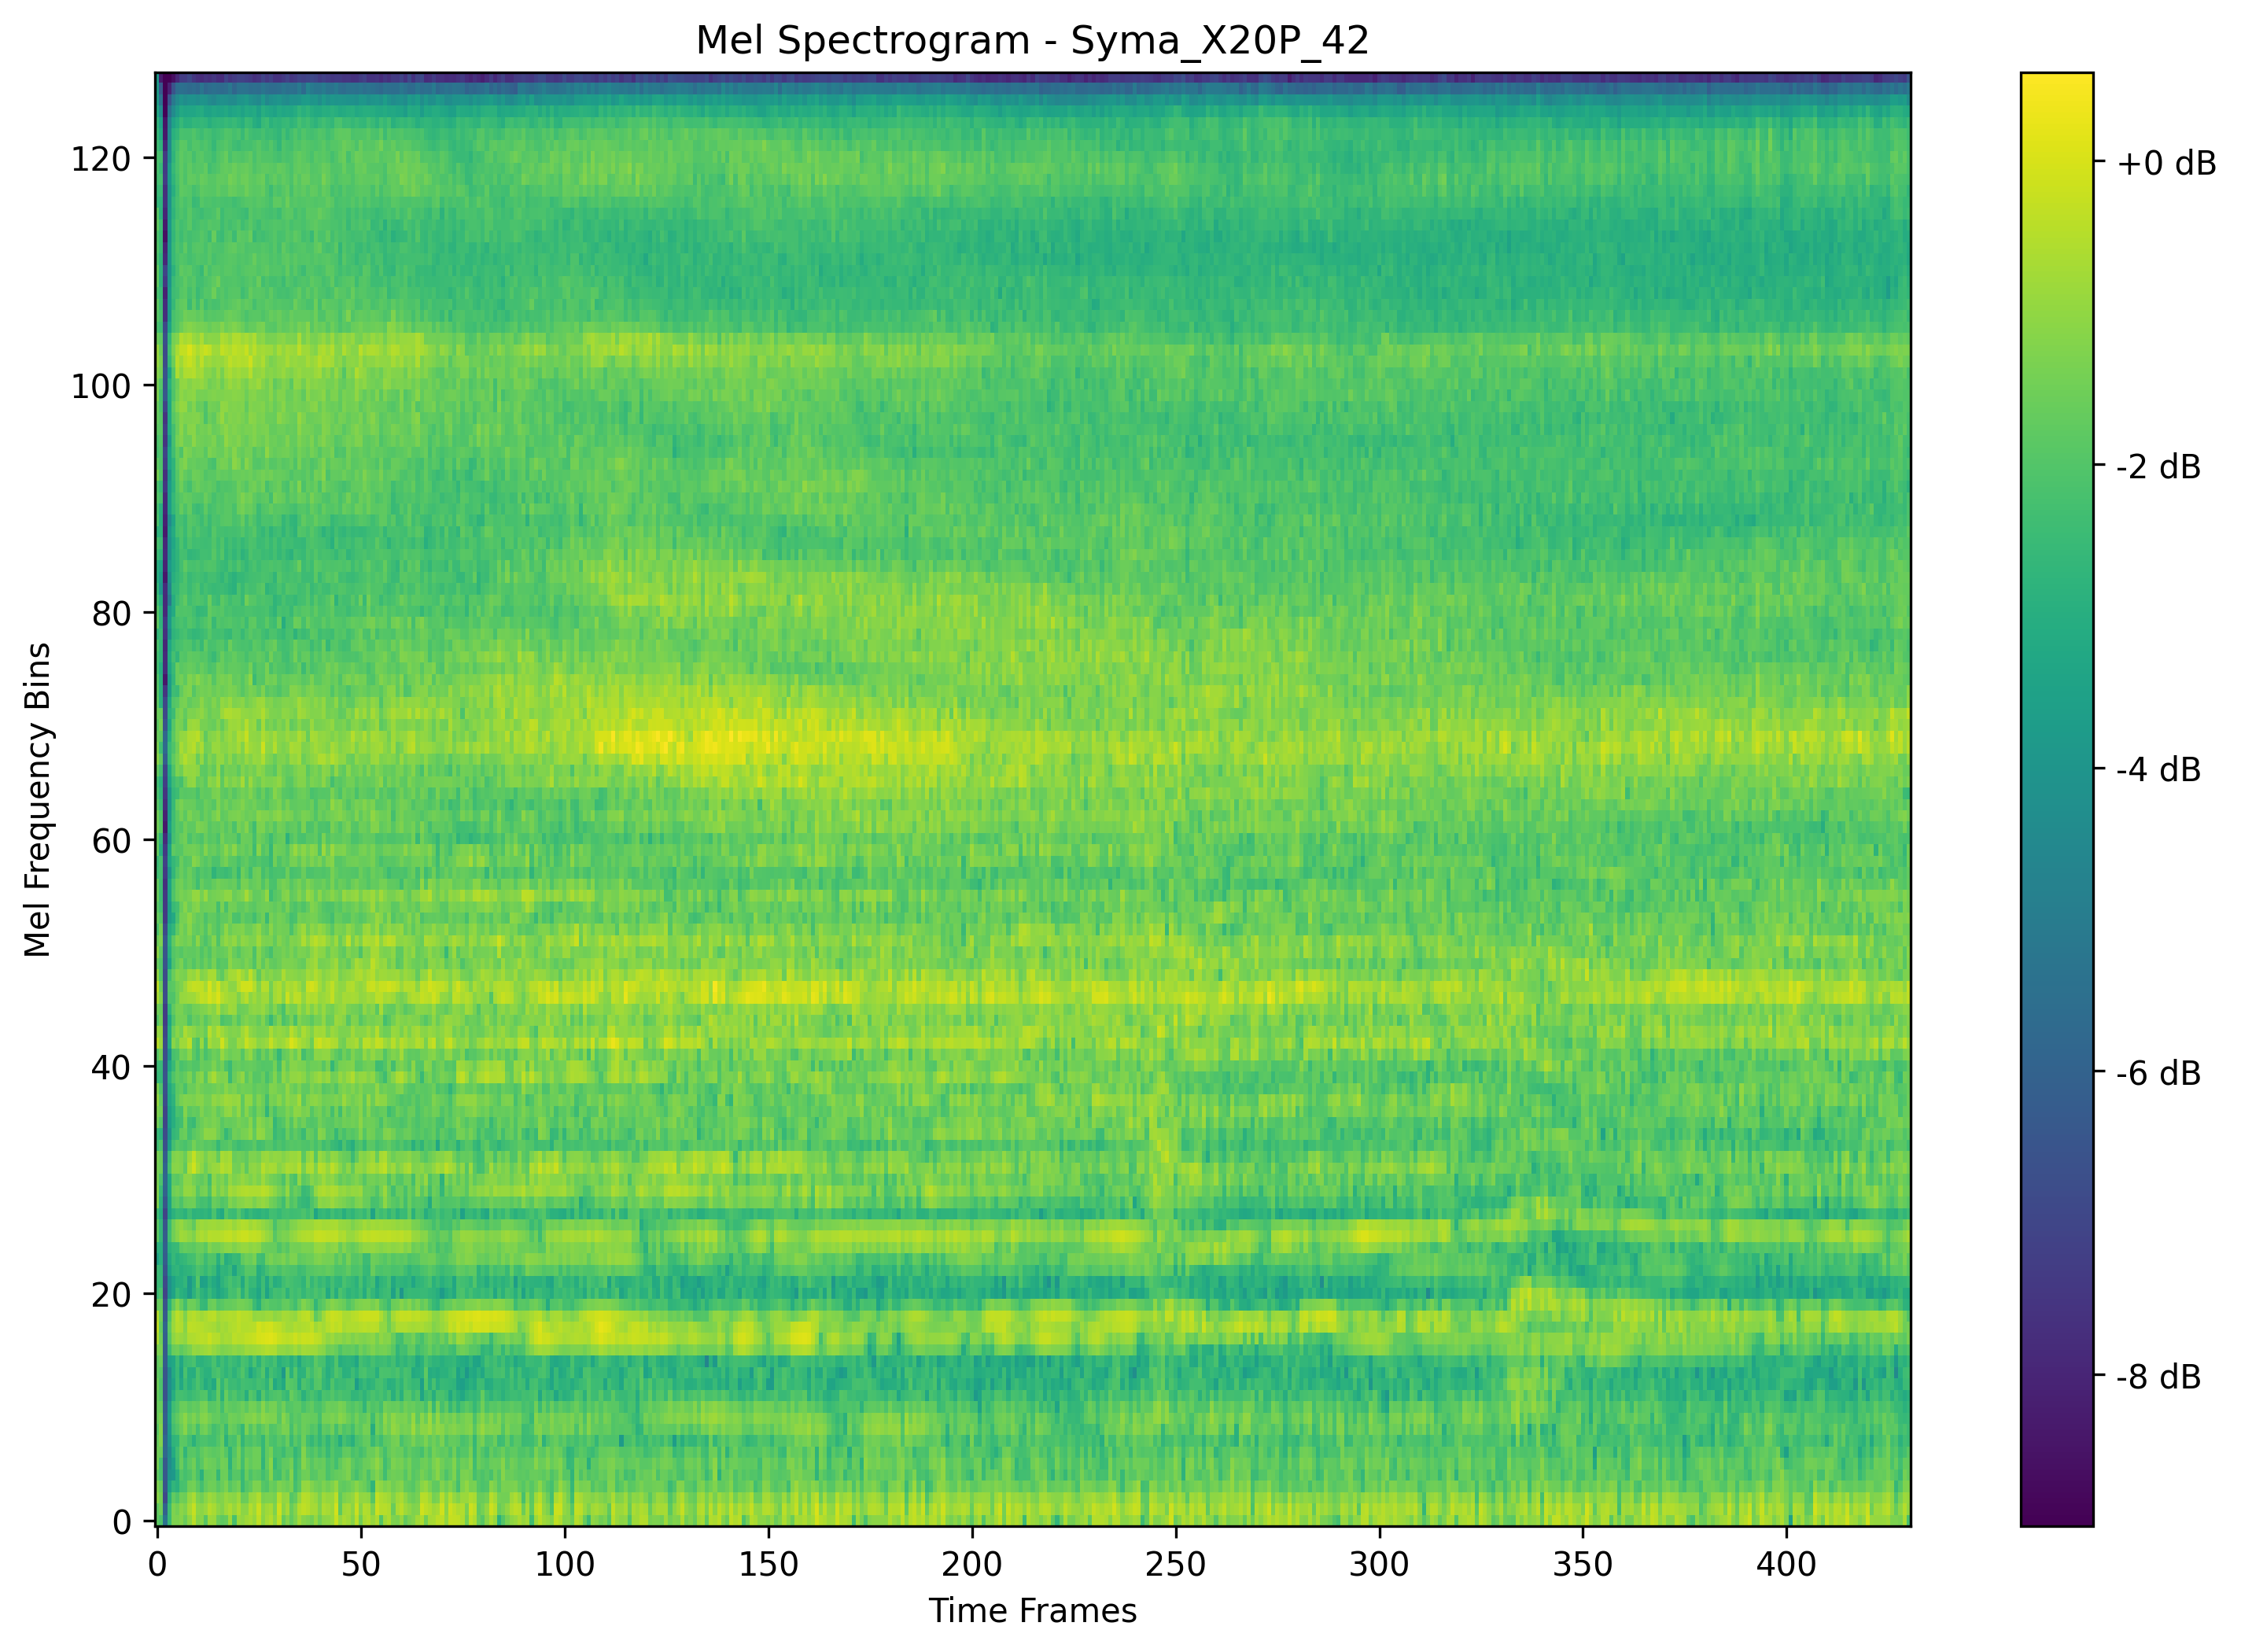 Mel Spectrogram - Syma_X20P_42
120
100
80
60
40
20
0
Mel Frequency Bins
0 50 100 150 200 250 300 350 400
Time Frames
+0 dB
-2 dB
-4 dB
-6 dB
-8 dB